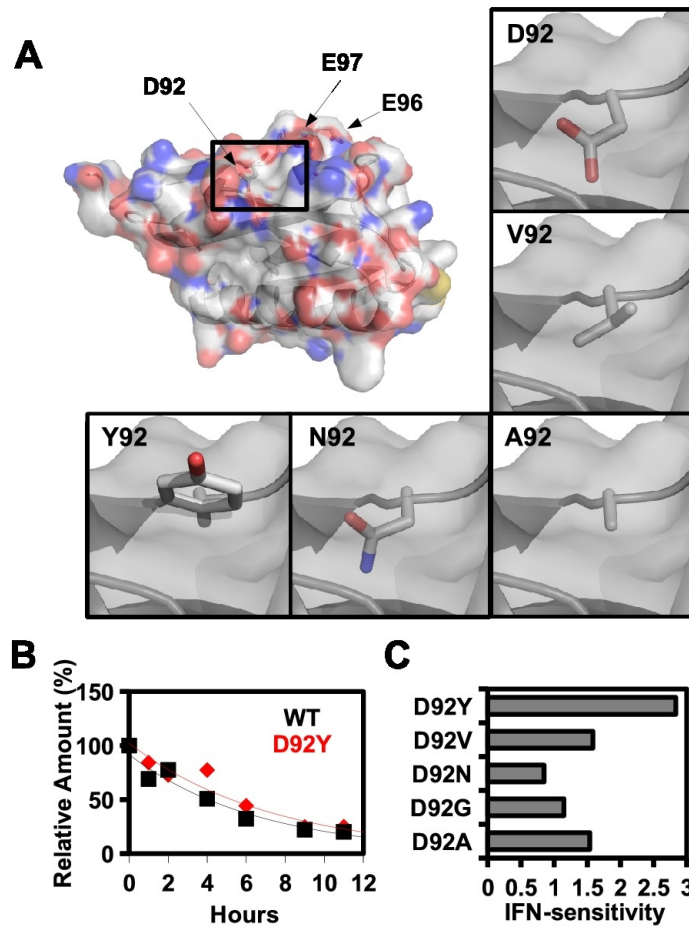 A
D92
E97
E96
D92
V92
Y92
N92
A92
B
Relative Amount (%)
150
100
50
0
WT
D92Y
0 2 4 6 8 10 12
Hours
C
D92Y
D92V
D92N
D92G
D92A
0 0.5 1 1.5 2 2.5 3
IFN-sensitivity